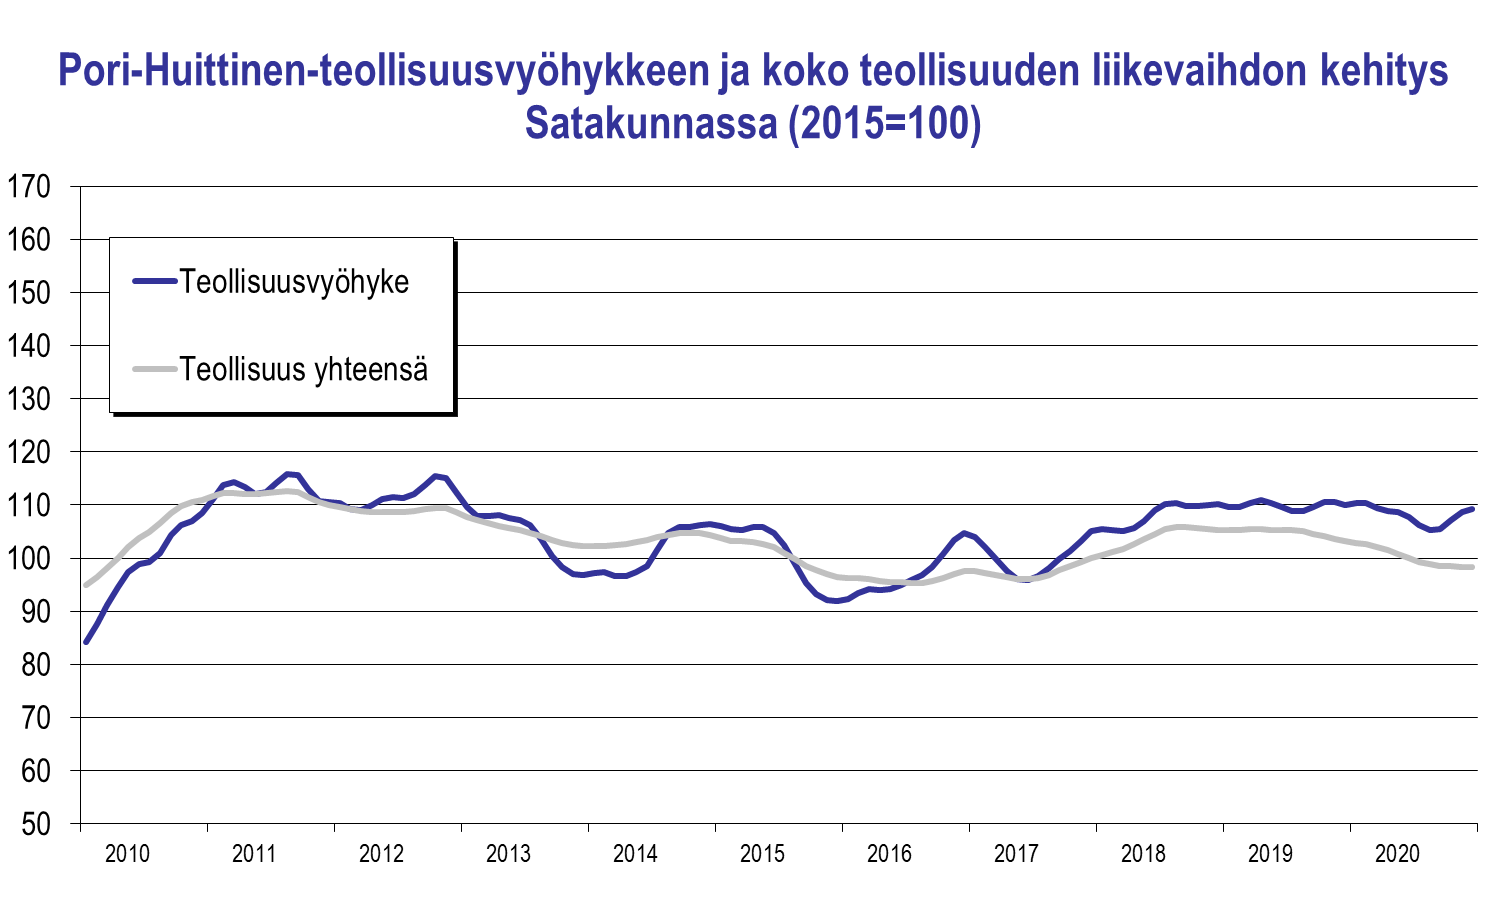 Pori-Huittinen-teollisuusvyöhykkeen ja koko teollisuuden liikevaihdon kehitys
Satakunnassa (2015=100)
170
160
150
140
130
120
110
100
90
80
70
60
50
Teollisuusvyöhyke
Teollisuus yhteensä
2010 2011 2012 2013 2014 2015 2016 2017 2018 2019 2020